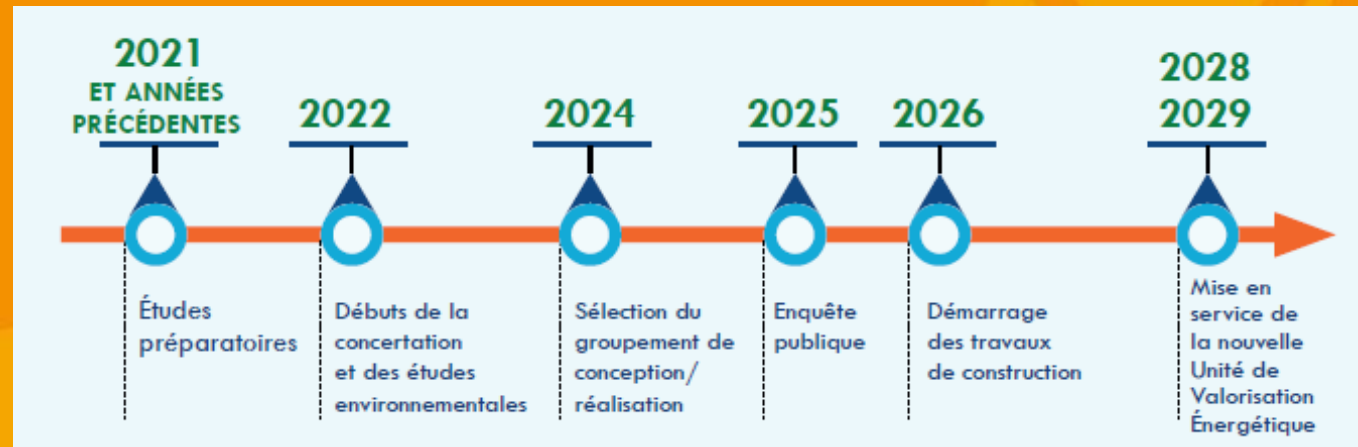 2021
ET ANNÉES
PRÉCÉDENTES
2022
2024
2025
2026
2028
2029
Études
préparatoires
Débuts de la
concertation
et des études
environnementales
Sélection du
groupement de
conception/
réalisation
Enquête
publique
Démarrage
des travaux
de construction
Mise en
service de
la nouvelle
Unité de
Valorisation
Énergétique